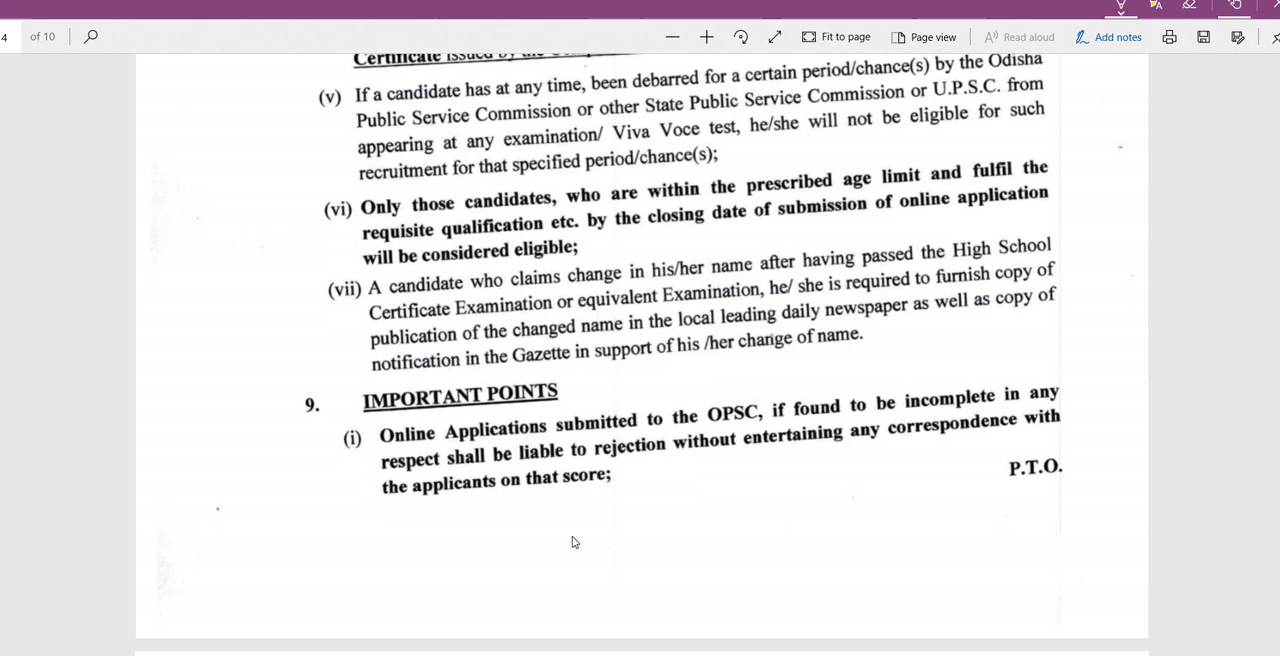 4 of 10 Fit to page Page view Read aloud Add notes
Certificate issued by the
(v) If a candidate has at any time, been debarred for a certain period/chance(s) by the Odisha
Public Service Commission or other State Public Service Commission or U.P.S.C. from
appearing at any examination/ Viva Voce test, he/she will not be eligible for such
recruitment for that specified period/chance(s);
(vi) Only those candidates, who are within the prescribed age limit and fulfil the
requisite qualification etc. by the closing date of submission of online application
will be considered eligible;
(vii) A candidate who claims change in his/her name after having passed the High School
Certificate Examination or equivalent Examination, he/ she is required to furnish copy of
publication of the changed name in the local leading daily newspaper as well as copy of
notification in the Gazette in support of his /her change of name.
9. IMPORTANT POINTS
(i) Online Applications submitted to the OPSC, if found to be incomplete in any
respect shall be liable to rejection without entertaining any correspondence with
the applicants on that score;
P.T.O.